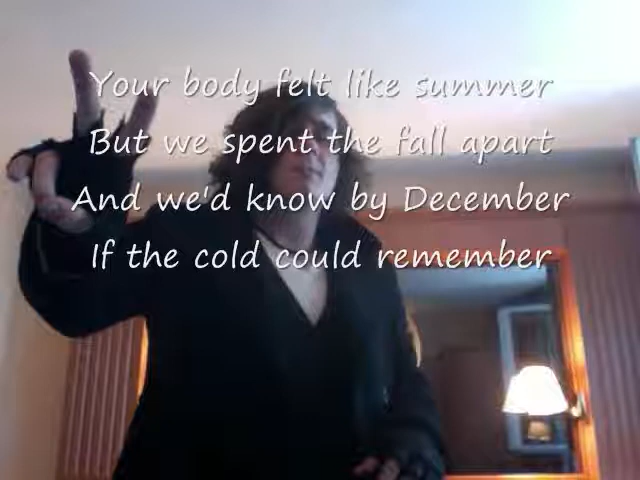 Your body felt like summer
But we spent the fall apart
And we'd know by December
If the cold could remember